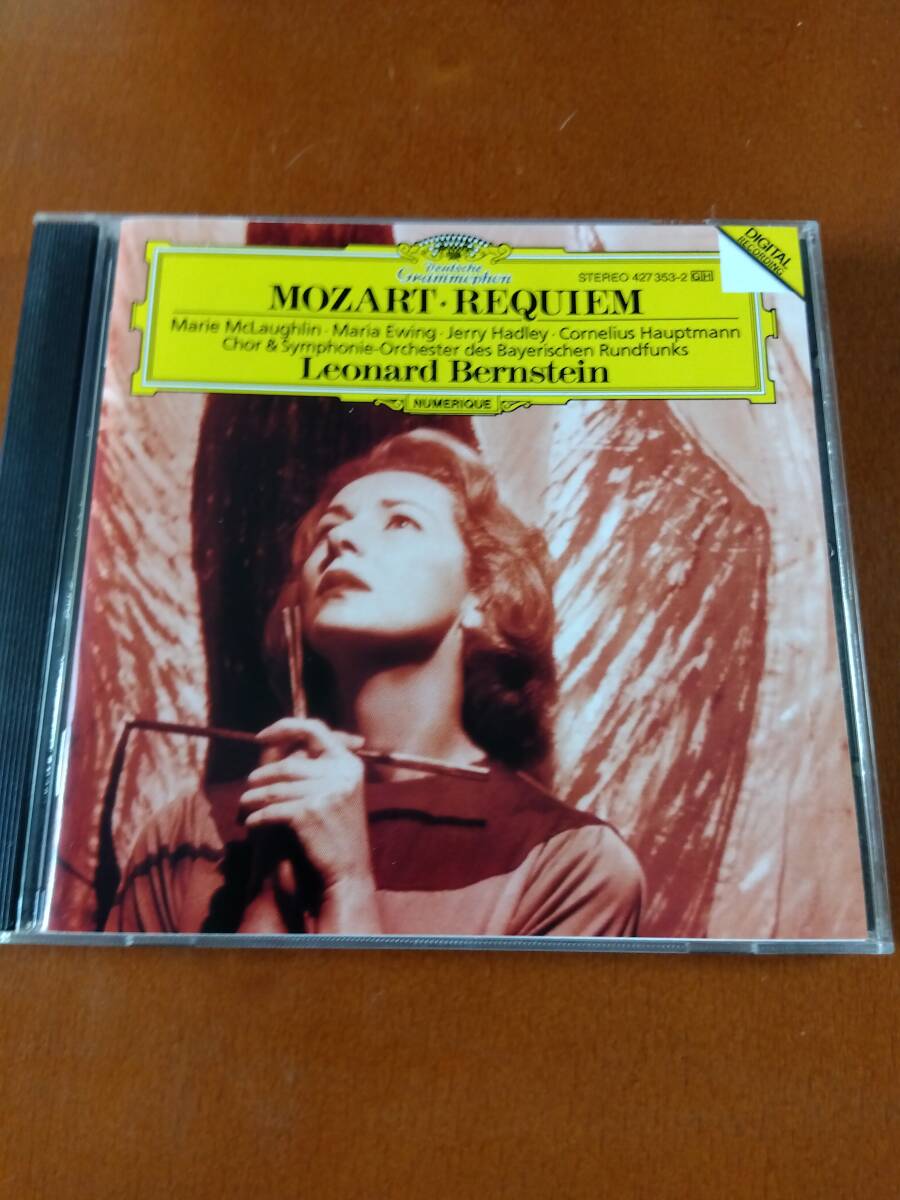 DIGITAL
RECORDING
Deutsche
Grammophon
STEREO 427 353-2 GH
MOZART · REQUIEM
Marie McLaughlin · Maria Ewing · Jerry Hadley · Cornelius Hauptmann
Chor & Symphonie-Orchester des Bayerischen Rundfunks
Leonard Bernstein
NUMERIQUE